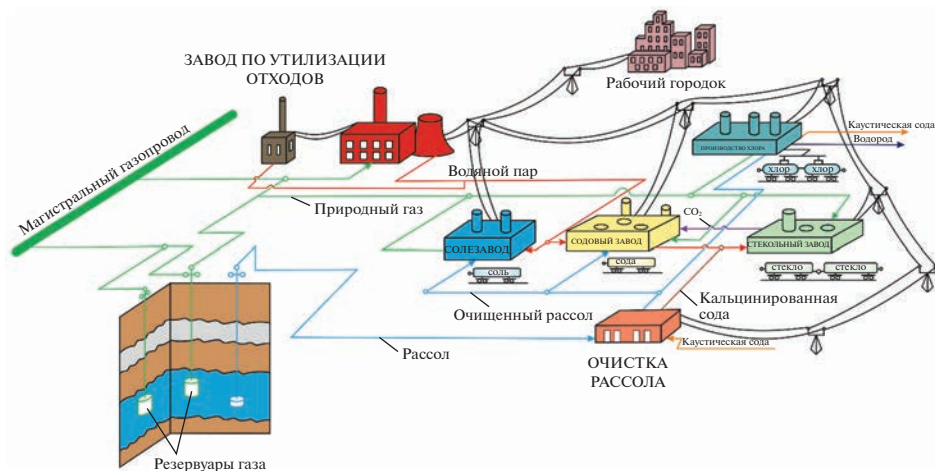 ЗАВОД ПО УТИЛИЗАЦИИ
ОТХОДОВ
Рабочий городок
Магистральный газопровод
Водяной пар
Природный газ
ПРОИЗВОДСТВО ХЛОРА
Каустическая сода
Водород
хлор
хлор
CO₂
СОЛЕЗАВОД
СОДОВЫЙ ЗАВОД
СТЕКОЛЬНЫЙ ЗАВОД
соль
сода
стекло
стекло
Очищенный рассол
Кальцинированная
сода
Рассол
ОЧИСТКА
РАССОЛА
Каустическая сода
Резервуары газа